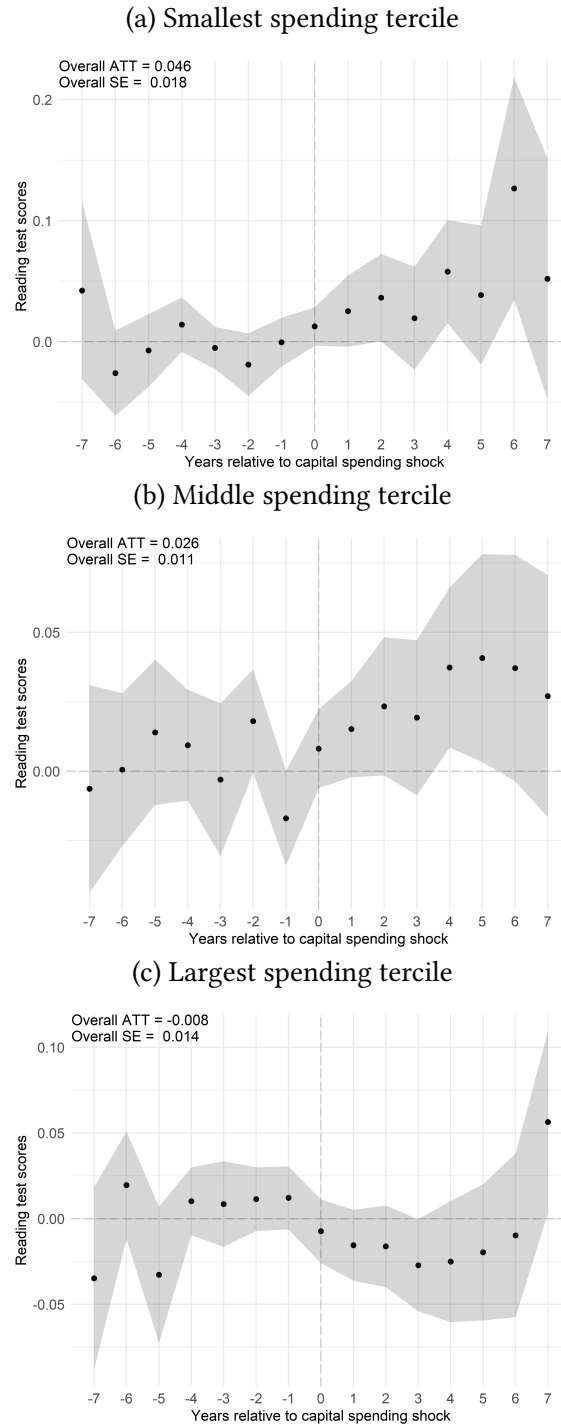 (a) Smallest spending tercile
Overall ATT = 0.046
Overall SE = 0.018
0.2
0.1
0.0
Reading test scores
-7 -6 -5 -4 -3 -2 -1 0 1 2 3 4 5 6 7
Years relative to capital spending shock
(b) Middle spending tercile
Overall ATT = 0.026
Overall SE = 0.011
0.05
0.00
Reading test scores
-7 -6 -5 -4 -3 -2 -1 0 1 2 3 4 5 6 7
Years relative to capital spending shock
(c) Largest spending tercile
Overall ATT = -0.008
Overall SE = 0.014
0.10
0.05
0.00
-0.05
Reading test scores
-7 -6 -5 -4 -3 -2 -1 0 1 2 3 4 5 6 7
Years relative to capital spending shock